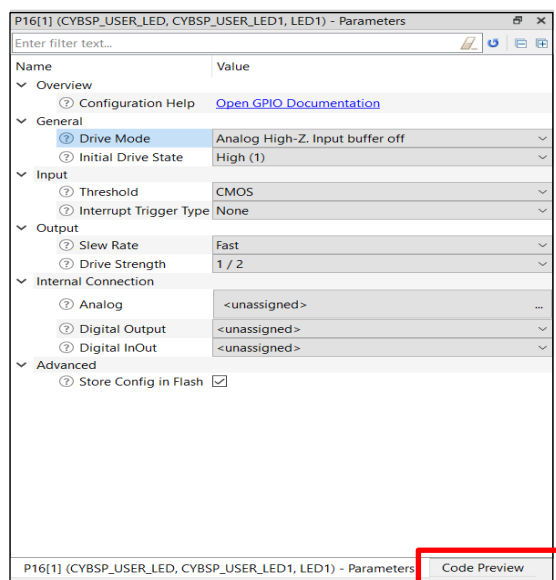 P16[1] (CYBSP_USER_LED, CYBSP_USER_LED1, LED1) - Parameters
Enter filter text...
Name Value
Overview
Configuration Help Open GPIO Documentation
General
Drive Mode Analog High-Z. Input buffer off
Initial Drive State High (1)
Input
Threshold CMOS
Interrupt Trigger Type None
Output
Slew Rate Fast
Drive Strength 1 / 2
Internal Connection
Analog <unassigned> ...
Digital Output <unassigned>
Digital InOut <unassigned>
Advanced
Store Config in Flash
P16[1] (CYBSP_USER_LED, CYBSP_USER_LED1, LED1) - Parameters Code Preview